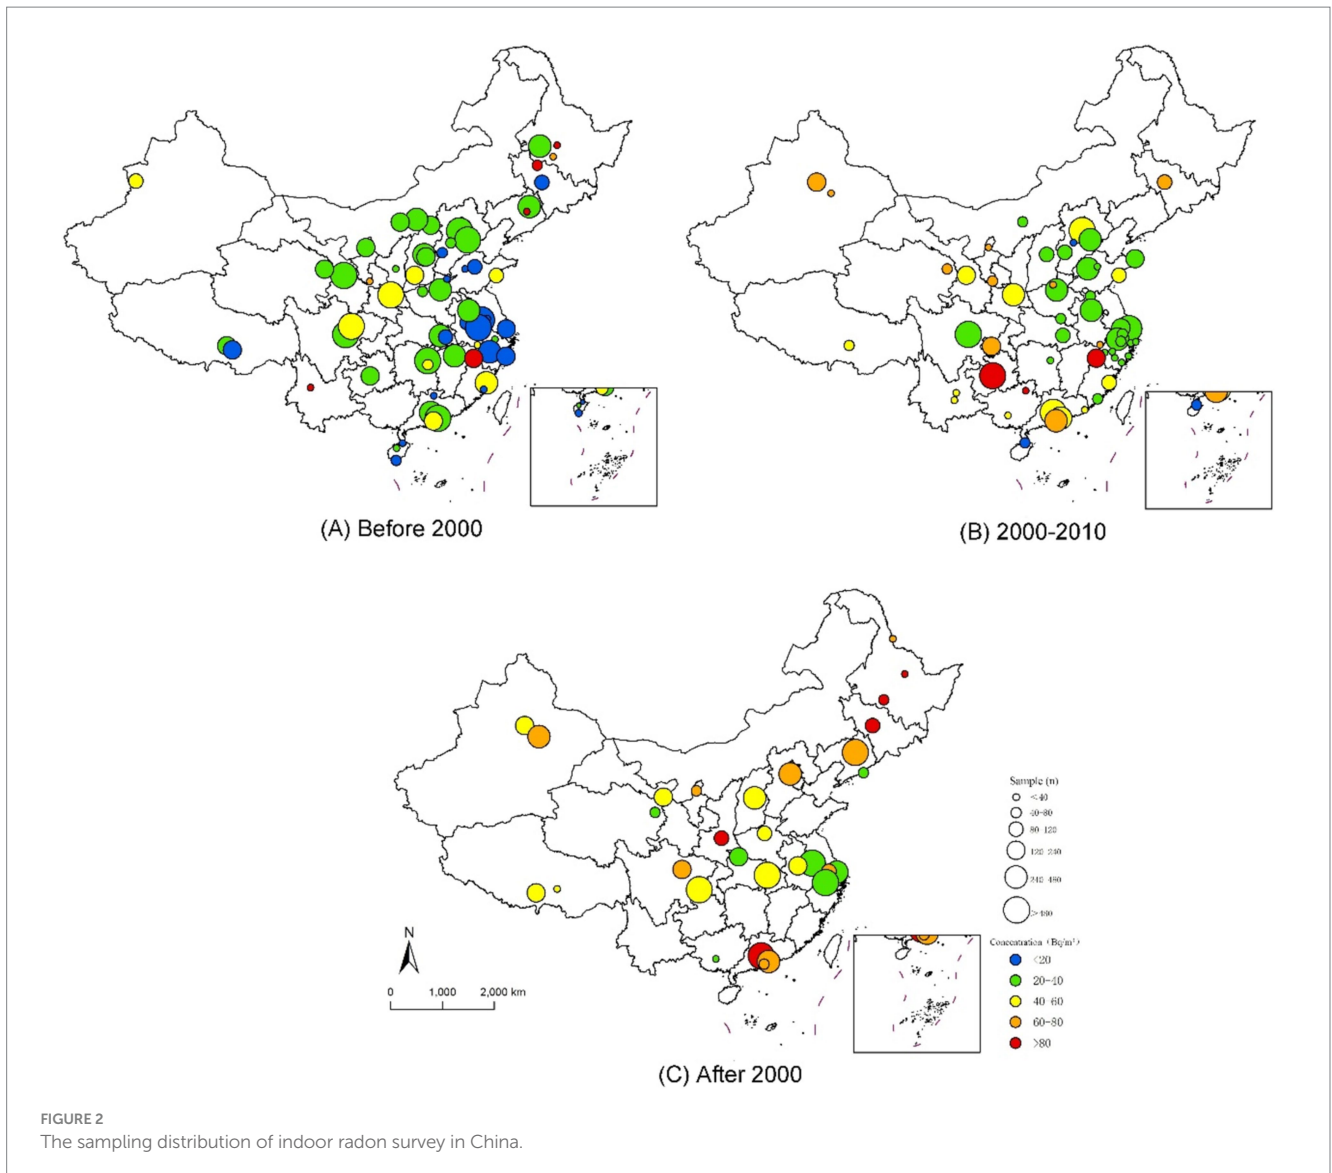 (A) Before 2000
(B) 2000-2010
Sample (n)
<40
40-80
80-120
120-240
240-480
>480
Concentration (Bq/m³)
<20
20-40
40-60
60-80
>80
N
0 1,000 2,000 km
(C) After 2000
FIGURE 2
The sampling distribution of indoor radon survey in China.